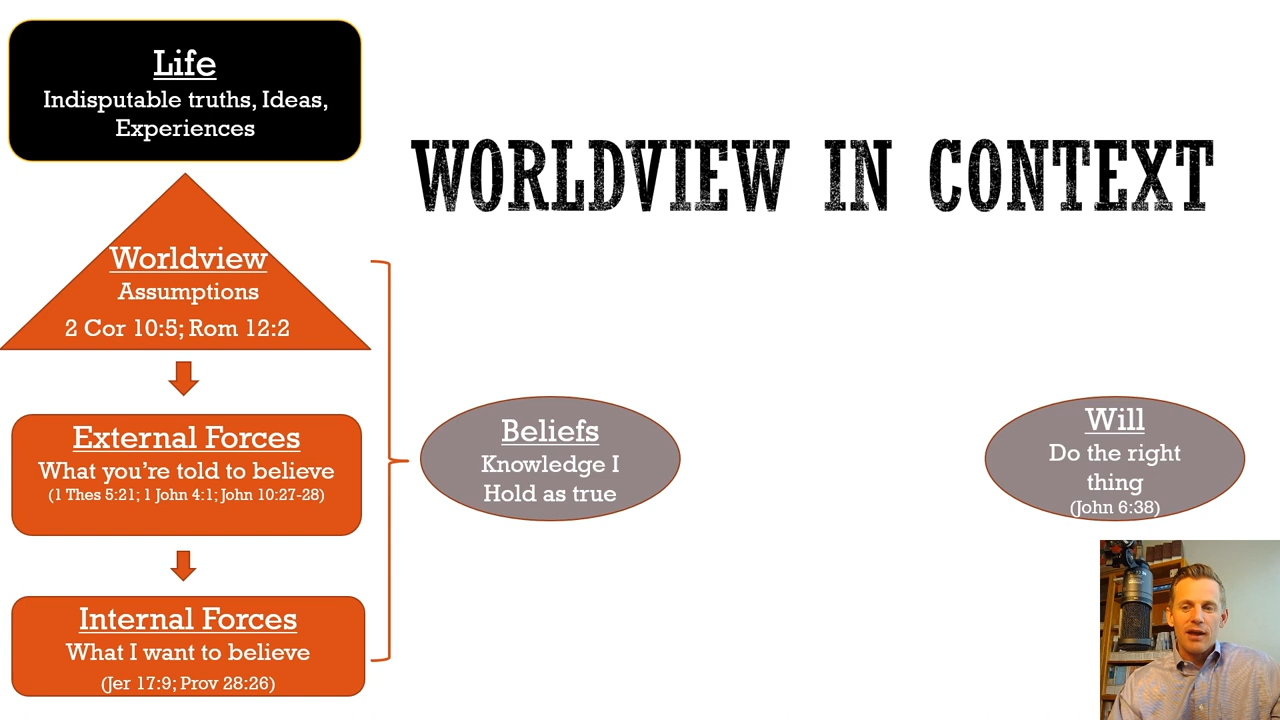 Life
Indisputable truths, Ideas,
Experiences
WORLDVIEW IN CONTEXT
Worldview
Assumptions
2 Cor 10:5; Rom 12:2
External Forces
What you’re told to believe
(1 Thes 5:21; 1 John 4:1; John 10:27-28)
Internal Forces
What I want to believe
(Jer 17:9; Prov 28:26)
Beliefs
Knowledge I
Hold as true
Will
Do the right
thing
(John 6:38)